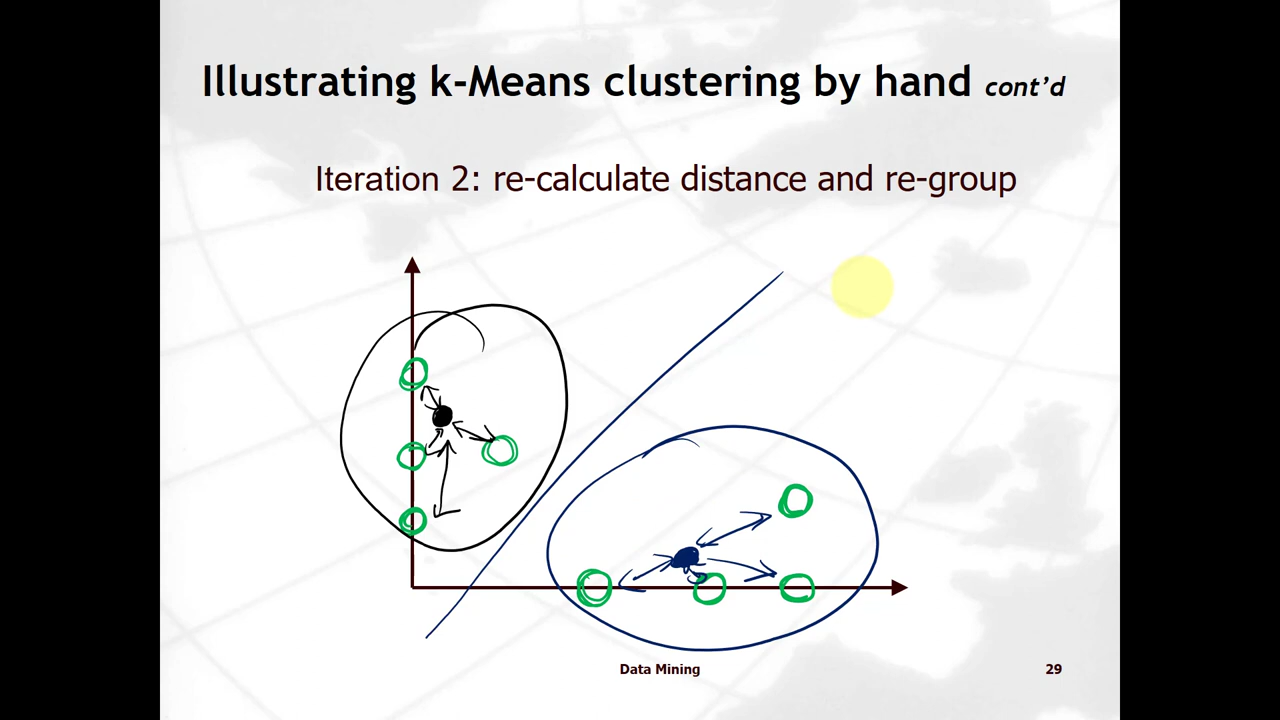 Illustrating k-Means clustering by hand cont'd
Iteration 2: re-calculate distance and re-group
Data Mining
29